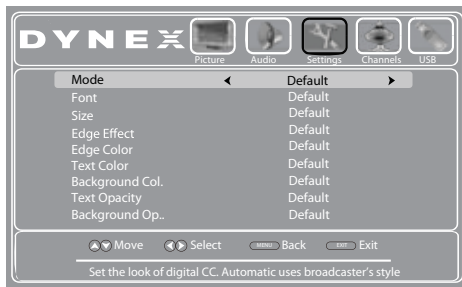 DYNEX
Picture Audio Settings Channels USB
Mode Default
Font Default
Size Default
Edge Effect Default
Edge Color Default
Text Color Default
Background Col. Default
Text Opacity Default
Background Op.. Default
Move Select MENU Back EXIT Exit
Set the look of digital CC. Automatic uses broadcaster's style